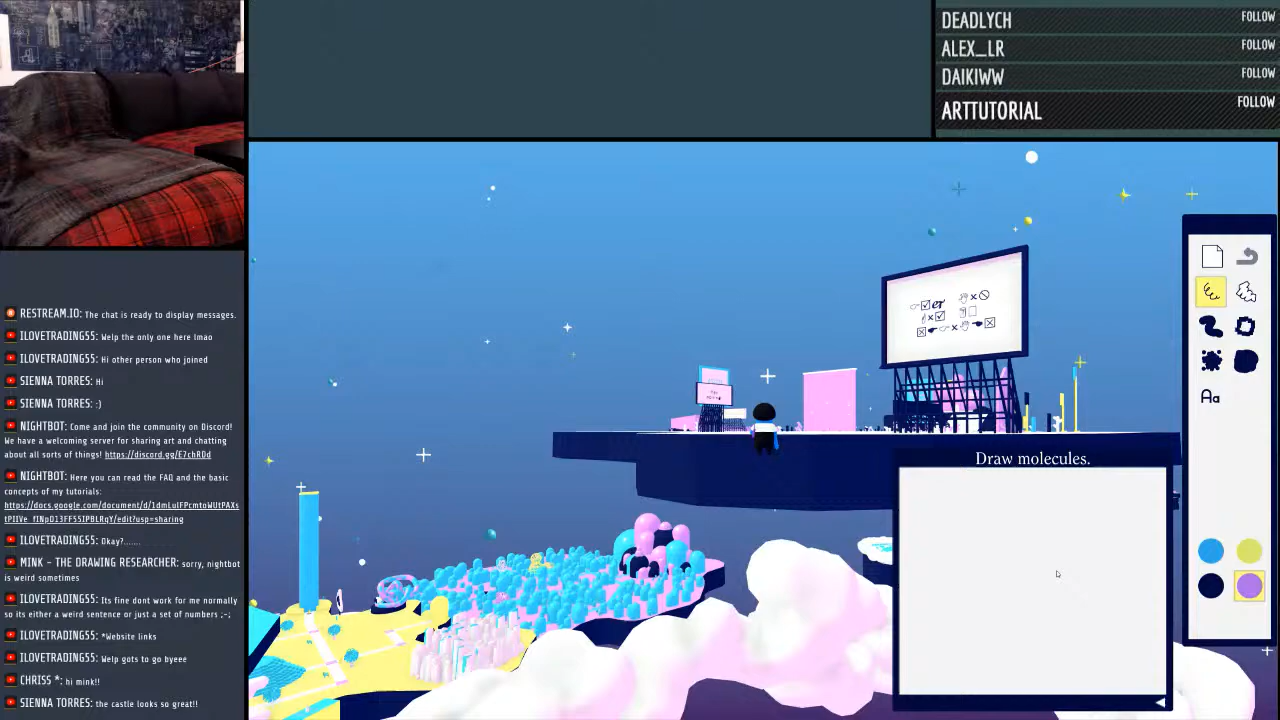 DEADLYCH FOLLOW
ALEX_LR FOLLOW
DAIKIWW FOLLOW
ARTTUTORIAL FOLLOW
RESTREAM.IO: The chat is ready to display messages.
ILOVETRADING55: Welp the only one here lmao
ILOVETRADING55: Hi other person who joined
SIENNA TORRES: Hi
SIENNA TORRES: :)
NIGHTBOT: Come and join the community on Discord!
We have a welcoming server for sharing art and chatting
about all sorts of things! https://discord.gg/E7chRDd
NIGHTBOT: Here you can read the FAQ and the basic
concepts of my tutorials:
ILOVETRADING55: Okay?.......
MINK - THE DRAWING RESEARCHER: sorry, nightbot
is weird sometimes
ILOVETRADING55: Its fine dont work for me normally
so its either a weird sentence or just a set of numbers ;-;
ILOVETRADING55: *Website links
ILOVETRADING55: Welp gots to go byeee
CHRISS *: hi mink!!
SIENNA TORRES: the castle looks so great!!
Draw molecules.
Aa